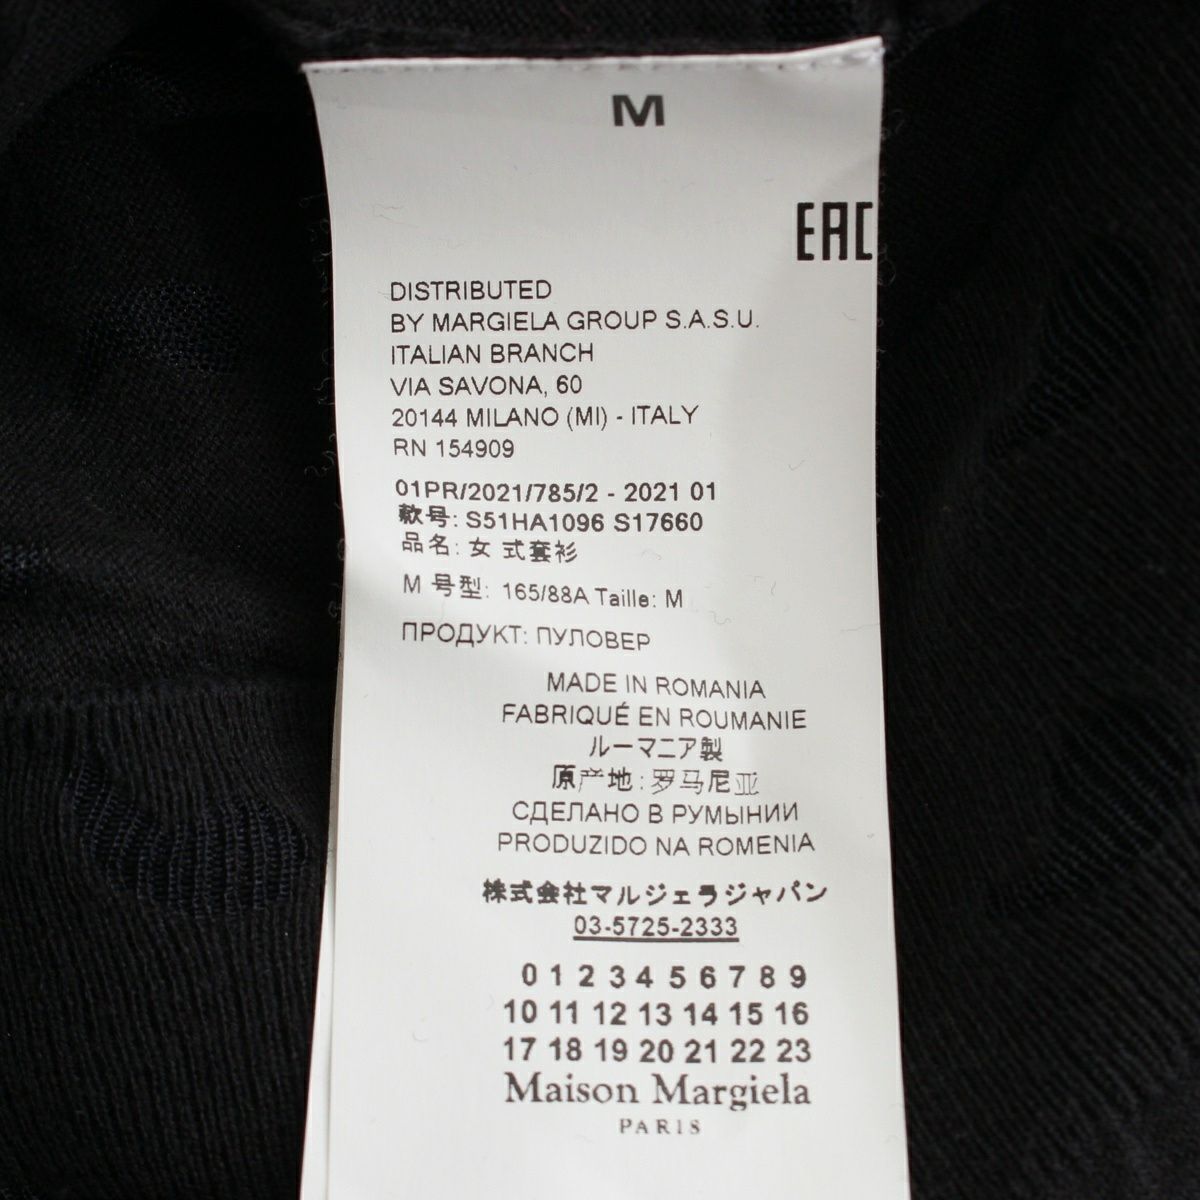 M
EAC
DISTRIBUTED
BY MARGIELA GROUP S.A.S.U.
ITALIAN BRANCH
VIA SAVONA, 60
20144 MILANO (MI) - ITALY
RN 154909
01PR/2021/785/2 - 2021 01
款号: S51HA1096 S17660
品名: 女 式套衫
M 号型: 165/88A Taille: M
ПРОДУКТ: ПУЛОВЕР
MADE IN ROMANIA
FABRIQUÉ EN ROUMANIE
ルーマニア製
原产地: 罗马尼亚
СДЕЛАНО В РУМЫНИИ
PRODUZIDO NA ROMENIA
株式会社マルジェラジャパン
03-5725-2333
0 1 2 3 4 5 6 7 8 9
10 11 12 13 14 15 16
17 18 19 20 21 22 23
Maison Margiela
PARIS